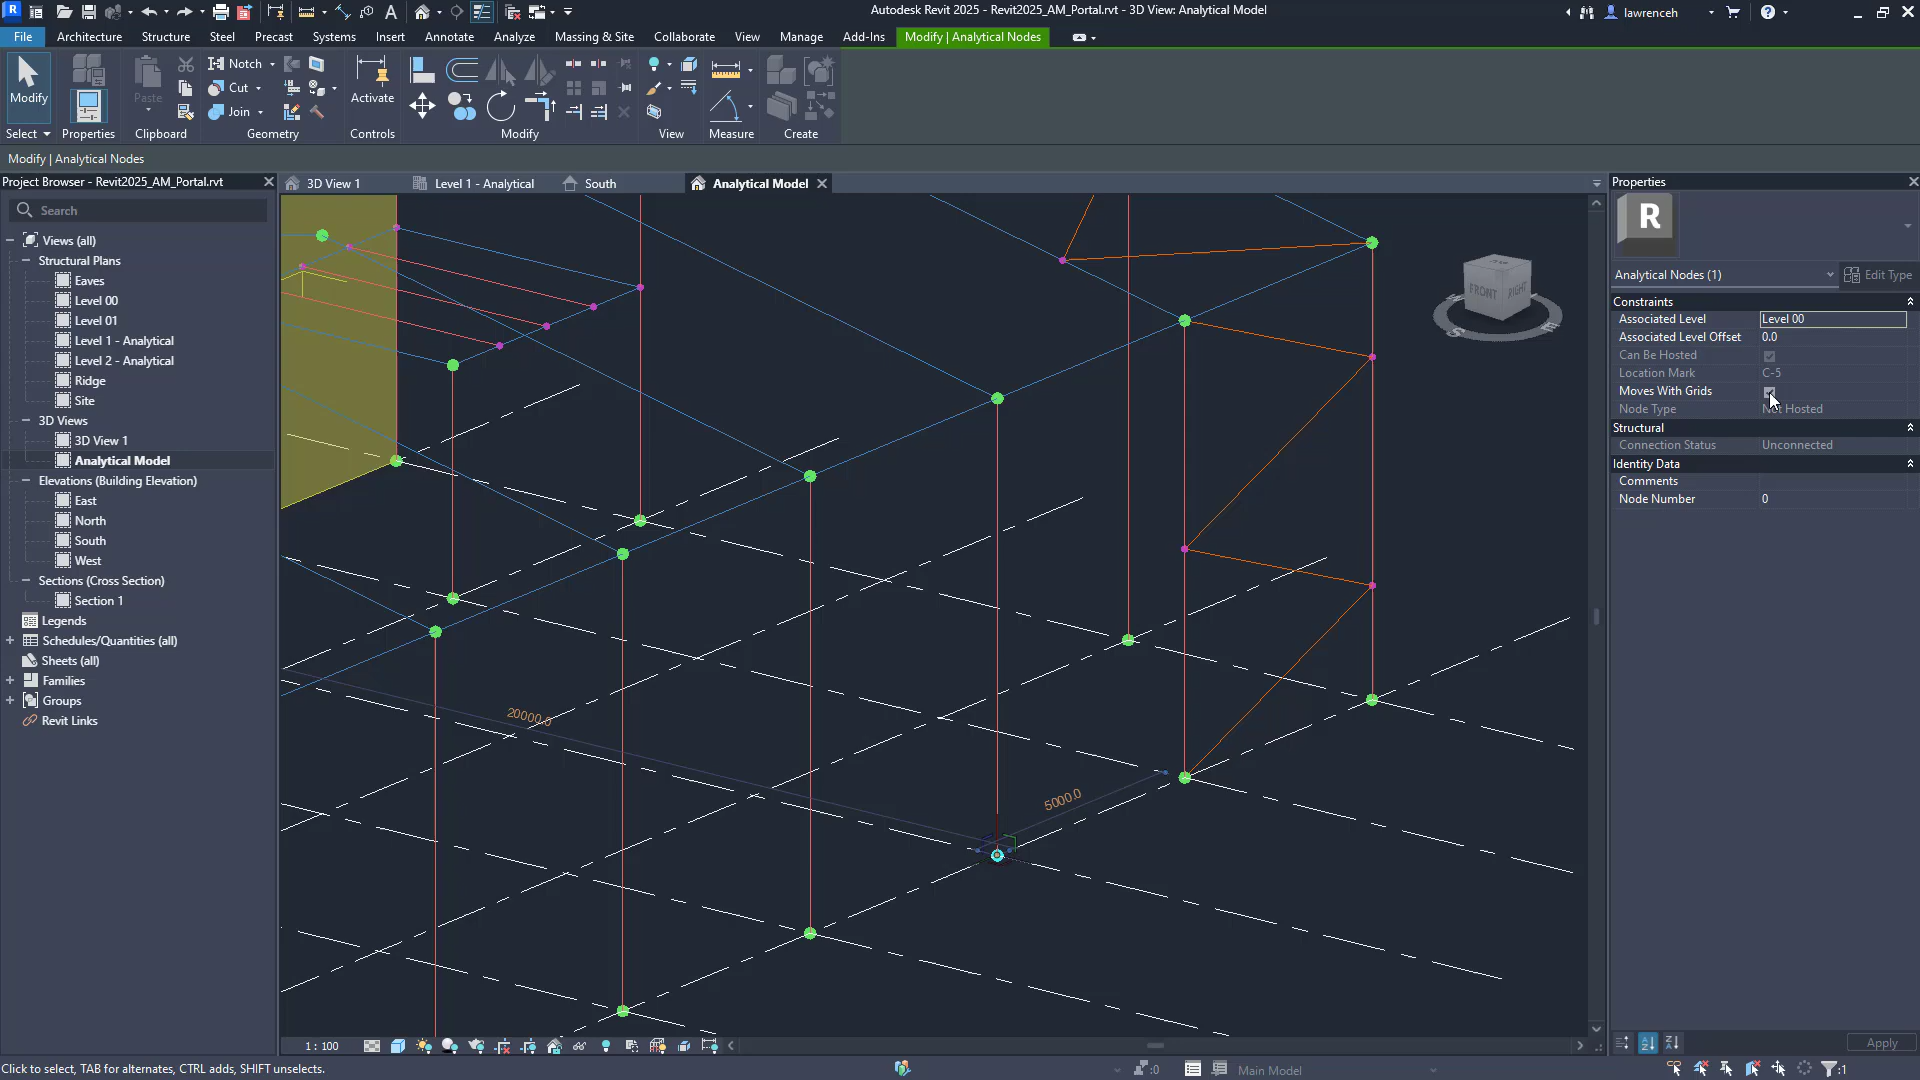 Autodesk Revit 2025 - Revit2025_AM_Portal.rvt - 3D View: Analytical Model
lawrenceh
File Architecture Structure Steel Precast Systems Insert Annotate Analyze Massing & Site Collaborate View Manage Add-Ins Modify | Analytical Nodes
Modify
Paste
Notch
Cut
Join
Activate
Select Properties Clipboard Geometry Controls Modify View Measure Create
Modify | Analytical Nodes
Project Browser - Revit2025_AM_Portal.rvt
Search
Views (all)
Structural Plans
Eaves
Level 00
Level 01
Level 1 - Analytical
Level 2 - Analytical
Ridge
Site
3D Views
3D View 1
Analytical Model
Elevations (Building Elevation)
East
North
South
West
Sections (Cross Section)
Section 1
Legends
Schedules/Quantities (all)
Sheets (all)
Families
Groups
Revit Links
3D View 1
Level 1 - Analytical
South
Analytical Model
FRONT
RIGHT
S
E
20000.0
5000.0
Properties
R
Analytical Nodes (1)
Edit Type
Constraints
Associated Level Level 00
Associated Level Offset 0.0
Can Be Hosted
Location Mark C-5
Moves With Grids
Node Type Not Hosted
Structural
Connection Status Unconnected
Identity Data
Comments
Node Number 0
Apply
1 : 100
Click to select, TAB for alternates, CTRL adds, SHIFT unselects.
:0
Main Model
:1